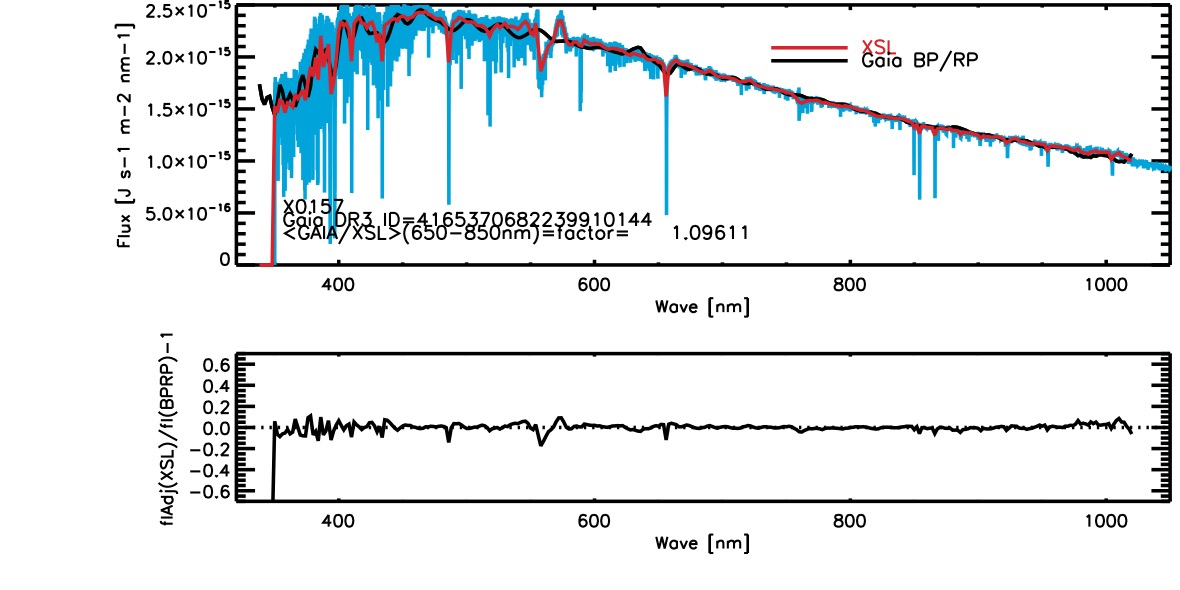 2.5×10⁻¹⁵
2.0×10⁻¹⁵
1.5×10⁻¹⁵
1.0×10⁻¹⁵
5.0×10⁻¹⁶
0
Flux [J s−1 m−2 nm−1]
XSL
Gaia BP/RP
X0157
Gaia DR3 ID=4165370682239910144
<GAIA/XSL>(650−850nm)=factor= 1.09611
400 600 800 1000
Wave [nm]
0.6
0.4
0.2
0.0
−0.2
−0.4
−0.6
flAdj(XSL)/fl(BPRP)−1
400 600 800 1000
Wave [nm]